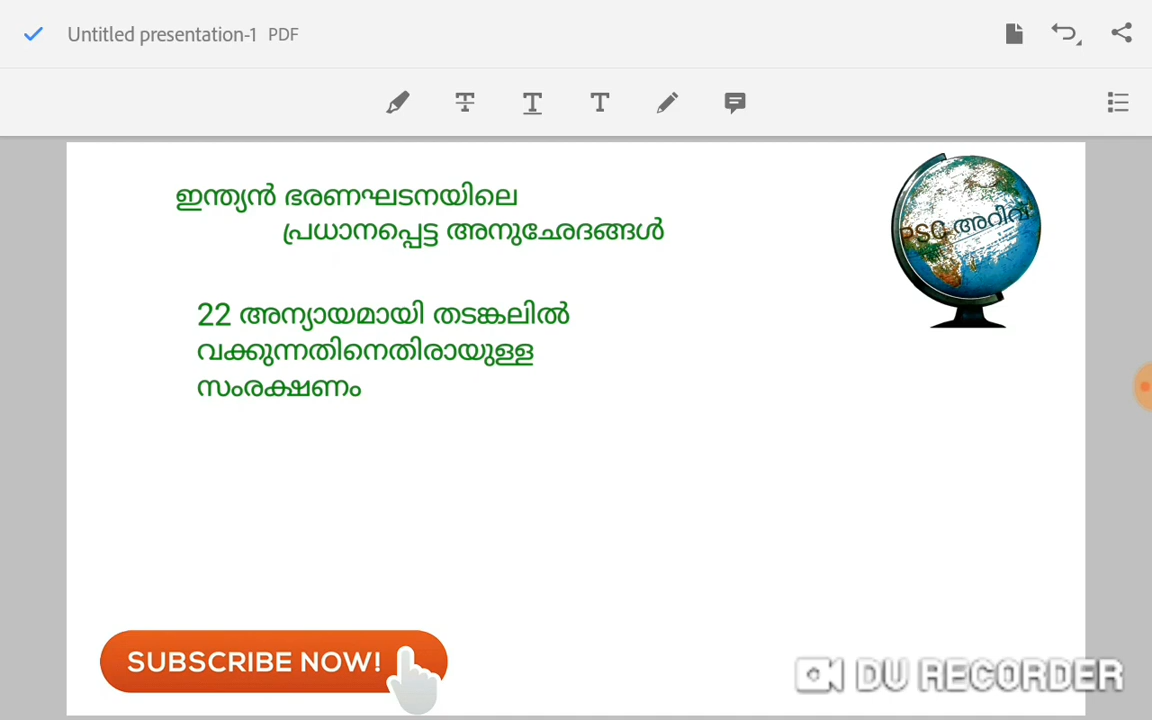 Untitled presentation-1 PDF
ഇന്ത്യൻ ഭരണഘടനയിലെ
പ്രധാനപ്പെട്ട അനുഛേദങ്ങൾ
PSC അറിവ്
22 അന്യായമായി തടങ്കലിൽ
വക്കുന്നതിനെതിരായുള്ള
സംരക്ഷണം
SUBSCRIBE NOW!
DU RECORDER